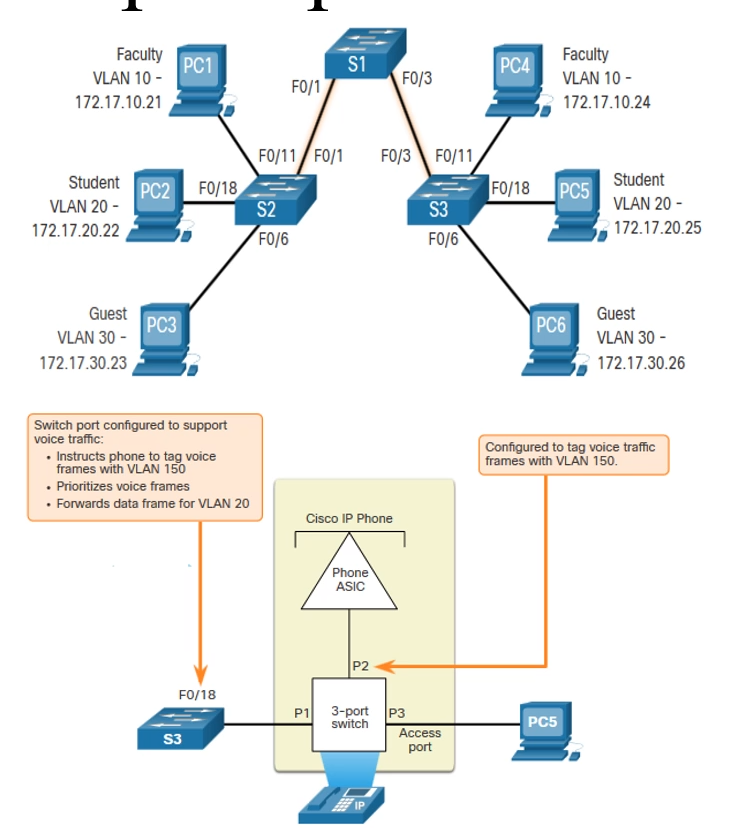 S1
F0/1
F0/3
Faculty
VLAN 10 -
172.17.10.21
PC1
PC4
Faculty
VLAN 10 -
172.17.10.24
F0/11
F0/1
F0/3
F0/11
Student
VLAN 20 -
172.17.20.22
PC2
F0/18
S2
F0/6
S3
F0/18
F0/6
PC5
Student
VLAN 20 -
172.17.20.25
Guest
VLAN 30 -
172.17.30.23
PC3
PC6
Guest
VLAN 30 -
172.17.30.26
Switch port configured to support
voice traffic:
• Instructs phone to tag voice
frames with VLAN 150
• Prioritizes voice frames
• Forwards data frame for VLAN 20
Configured to tag voice traffic
frames with VLAN 150.
Cisco IP Phone
Phone
ASIC
P2
F0/18
S3
P1
3-port
switch
P3
Access
port
PC5
IP